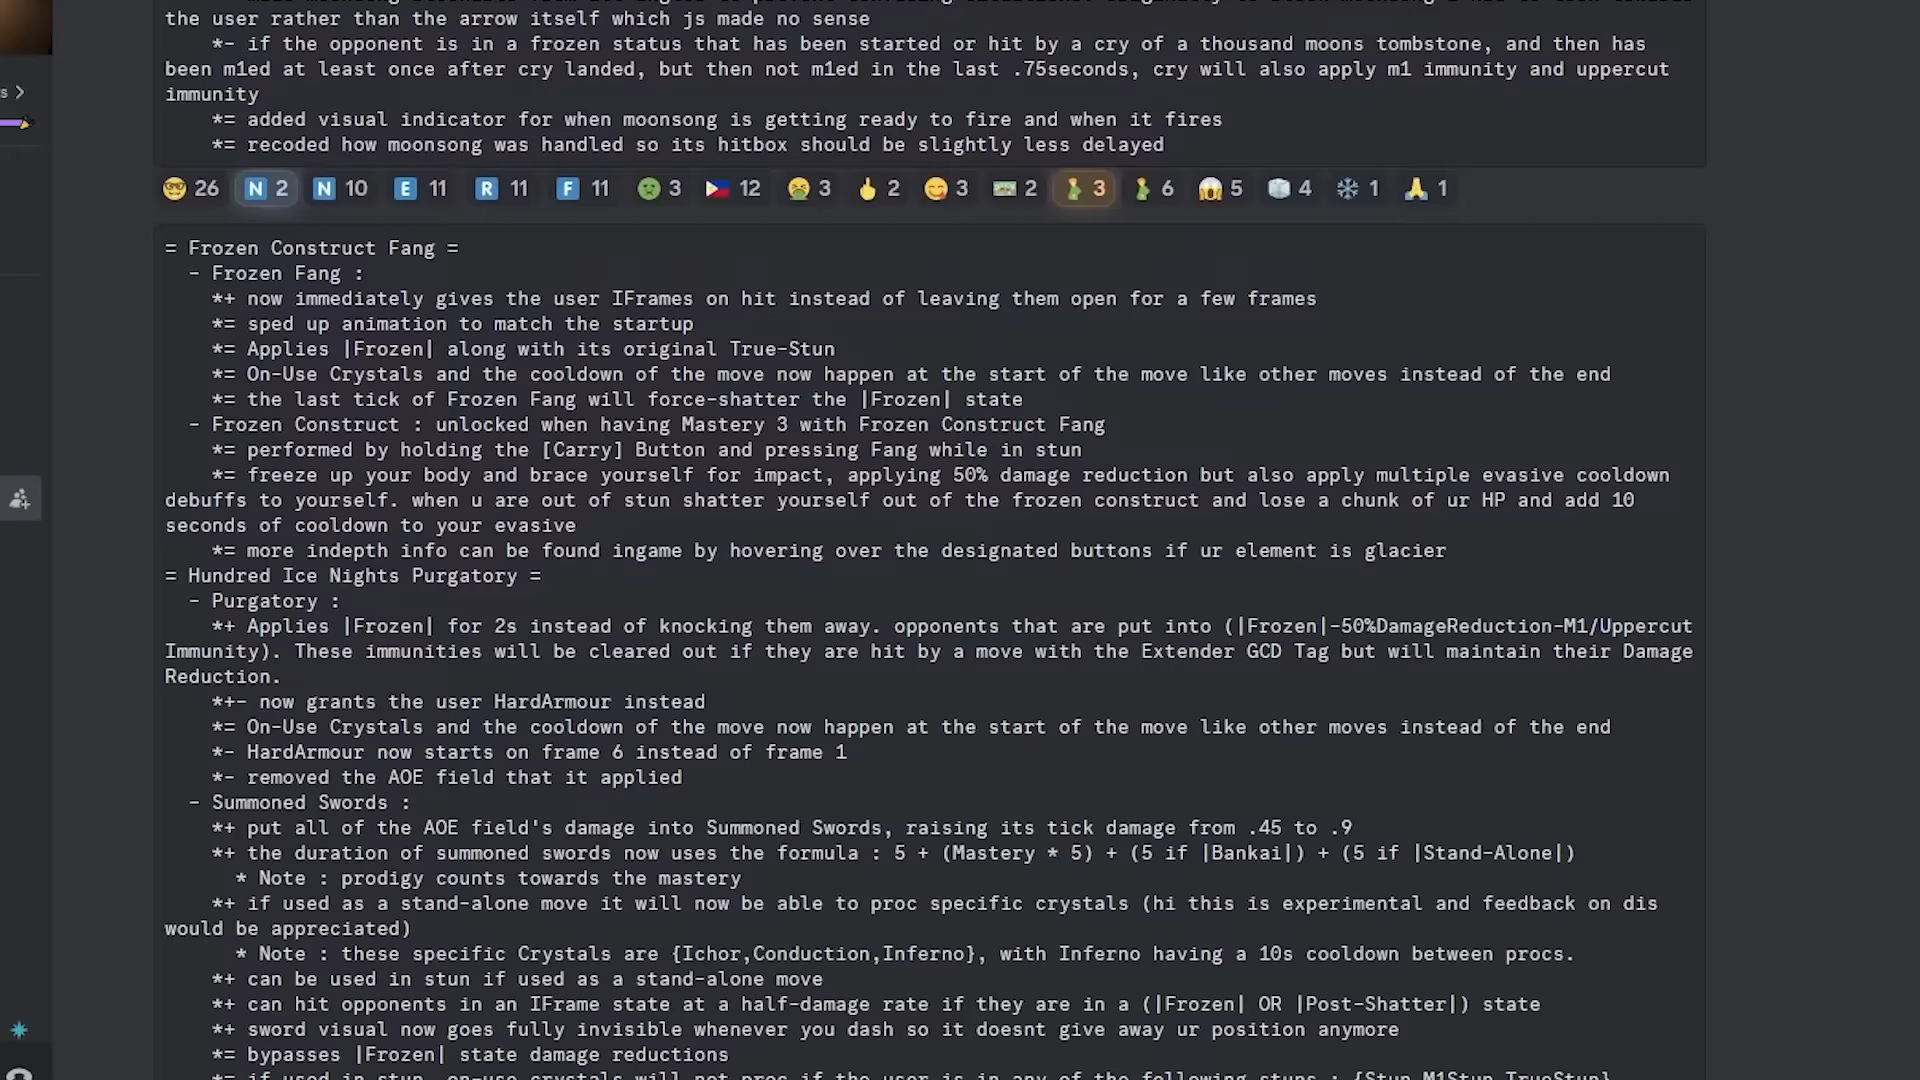 the user rather than the arrow itself which js made no sense
*- if the opponent is in a frozen status that has been started or hit by a cry of a thousand moons tombstone, and then has
been m1ed at least once after cry landed, but then not m1ed in the last .75seconds, cry will also apply m1 immunity and uppercut
immunity
*= added visual indicator for when moonsong is getting ready to fire and when it fires
*= recoded how moonsong was handled so its hitbox should be slightly less delayed
s
26 N 2 N 10 E 11 R 11 F 11 3 12 3 2 3 2 3 6 5 4 1 1
= Frozen Construct Fang =
- Frozen Fang :
*+ now immediately gives the user IFrames on hit instead of leaving them open for a few frames
*= sped up animation to match the startup
*= Applies |Frozen| along with its original True-Stun
*= On-Use Crystals and the cooldown of the move now happen at the start of the move like other moves instead of the end
*= the last tick of Frozen Fang will force-shatter the |Frozen| state
- Frozen Construct : unlocked when having Mastery 3 with Frozen Construct Fang
*= performed by holding the [Carry] Button and pressing Fang while in stun
*= freeze up your body and brace yourself for impact, applying 50% damage reduction but also apply multiple evasive cooldown
debuffs to yourself. when u are out of stun shatter yourself out of the frozen construct and lose a chunk of ur HP and add 10
seconds of cooldown to your evasive
*= more indepth info can be found ingame by hovering over the designated buttons if ur element is glacier
= Hundred Ice Nights Purgatory =
- Purgatory :
*+ Applies |Frozen| for 2s instead of knocking them away. opponents that are put into (|Frozen|-50%DamageReduction-M1/Uppercut
Immunity). These immunities will be cleared out if they are hit by a move with the Extender GCD Tag but will maintain their Damage
Reduction.
*+- now grants the user HardArmour instead
*= On-Use Crystals and the cooldown of the move now happen at the start of the move like other moves instead of the end
*- HardArmour now starts on frame 6 instead of frame 1
*- removed the AOE field that it applied
- Summoned Swords :
*+ put all of the AOE field's damage into Summoned Swords, raising its tick damage from .45 to .9
*+ the duration of summoned swords now uses the formula : 5 + (Mastery * 5) + (5 if |Bankai|) + (5 if |Stand-Alone|)
* Note : prodigy counts towards the mastery
*+ if used as a stand-alone move it will now be able to proc specific crystals (hi this is experimental and feedback on dis
would be appreciated)
* Note : these specific Crystals are {Ichor,Conduction,Inferno}, with Inferno having a 10s cooldown between procs.
*+ can be used in stun if used as a stand-alone move
*+ can hit opponents in an IFrame state at a half-damage rate if they are in a (|Frozen| OR |Post-Shatter|) state
*+ sword visual now goes fully invisible whenever you dash so it doesnt give away ur position anymore
*= bypasses |Frozen| state damage reductions
*= if used in stun, on-use crystals will not proc if the user is in any of the following stuns : {Stun,M1Stun,TrueStun}